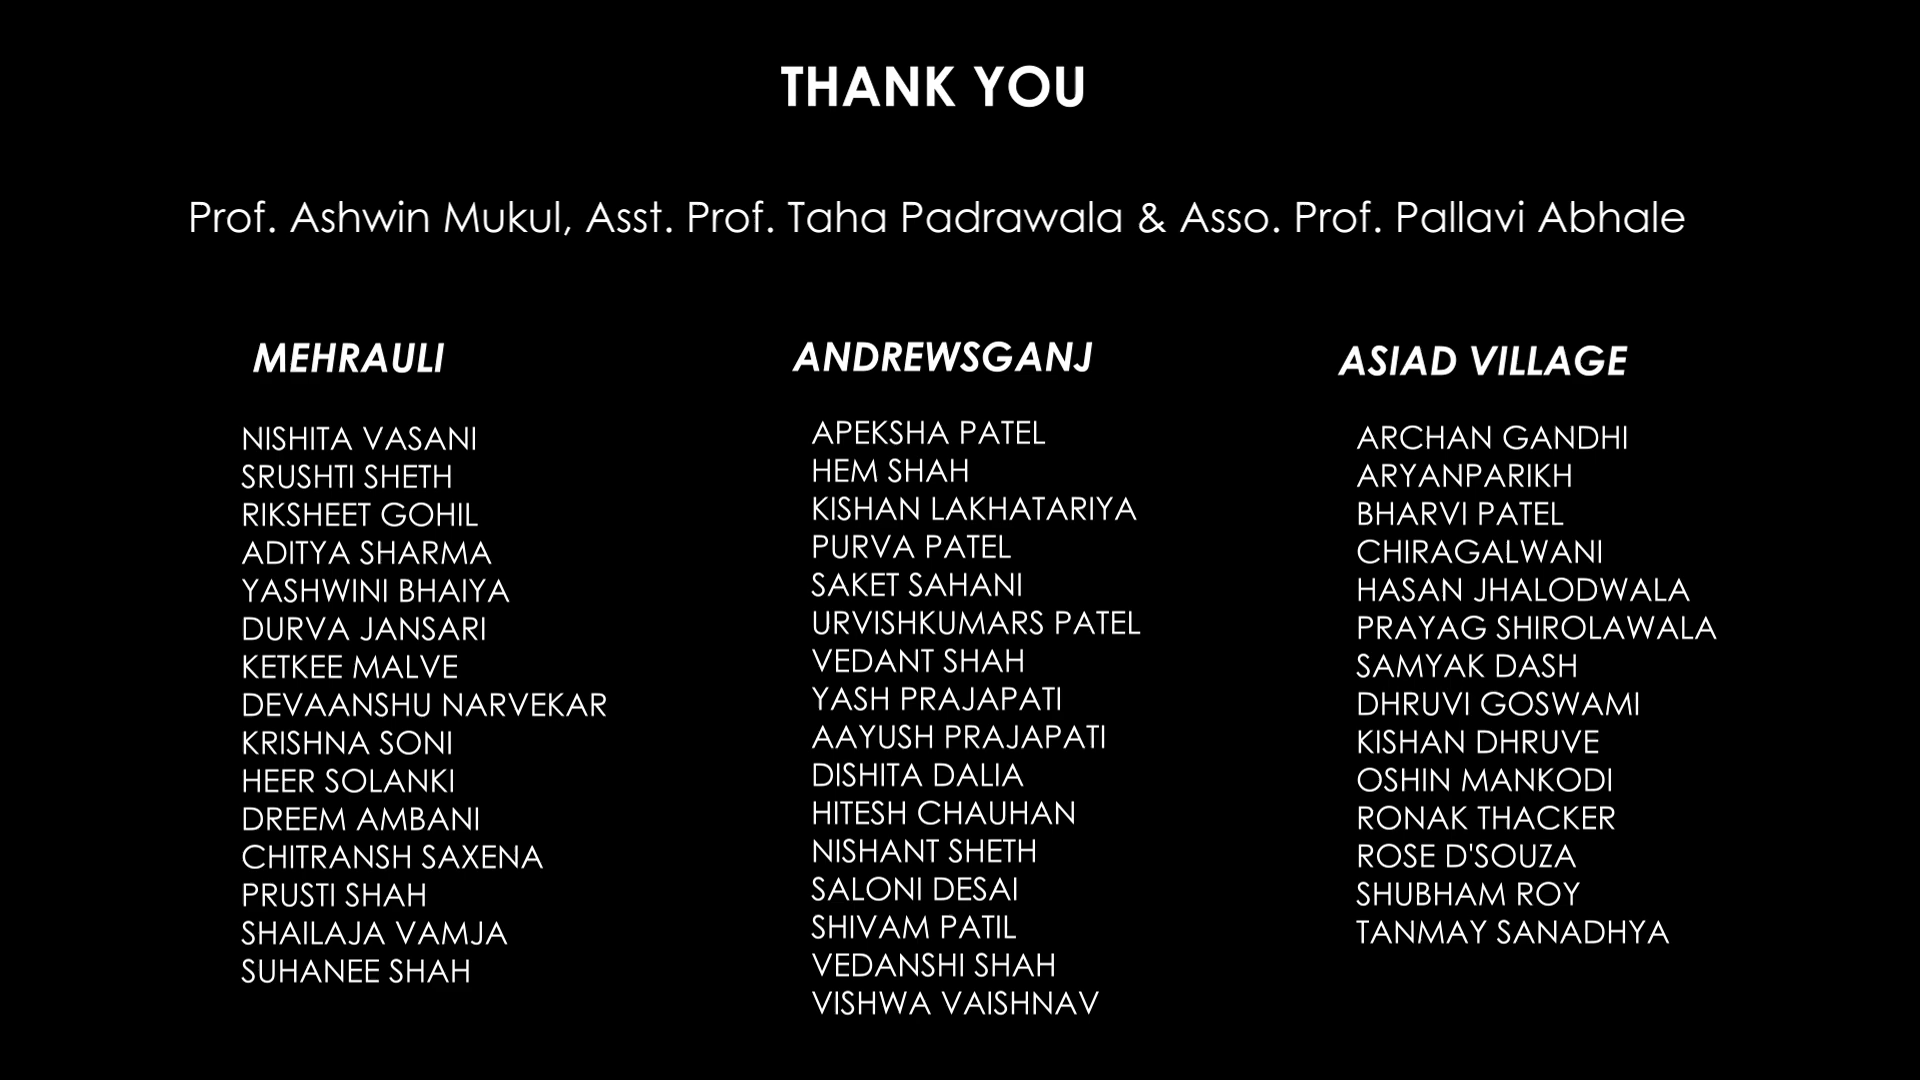 THANK YOU
Prof. Ashwin Mukul, Asst. Prof. Taha Padrawala & Asso. Prof. Pallavi Abhale
MEHRAULI
NISHITA VASANI
SRUSHTI SHETH
RIKSHEET GOHIL
ADITYA SHARMA
YASHWINI BHAIYA
DURVA JANSARI
KETKEE MALVE
DEVAANSHU NARVEKAR
KRISHNA SONI
HEER SOLANKI
DREEM AMBANI
CHITRANSH SAXENA
PRUSTI SHAH
SHAILAJA VAMJA
SUHANEE SHAH
ANDREWSGANJ
APEKSHA PATEL
HEM SHAH
KISHAN LAKHATARIYA
PURVA PATEL
SAKET SAHANI
URVISHKUMARS PATEL
VEDANT SHAH
YASH PRAJAPATI
AAYUSH PRAJAPATI
DISHITA DALIA
HITESH CHAUHAN
NISHANT SHETH
SALONI DESAI
SHIVAM PATIL
VEDANSHI SHAH
VISHWA VAISHNAV
ASIAD VILLAGE
ARCHAN GANDHI
ARYANPARIKH
BHARVI PATEL
CHIRAGALWANI
HASAN JHALODWALA
PRAYAG SHIROLAWALA
SAMYAK DASH
DHRUVI GOSWAMI
KISHAN DHRUVE
OSHIN MANKODI
RONAK THACKER
ROSE D'SOUZA
SHUBHAM ROY
TANMAY SANADHYA